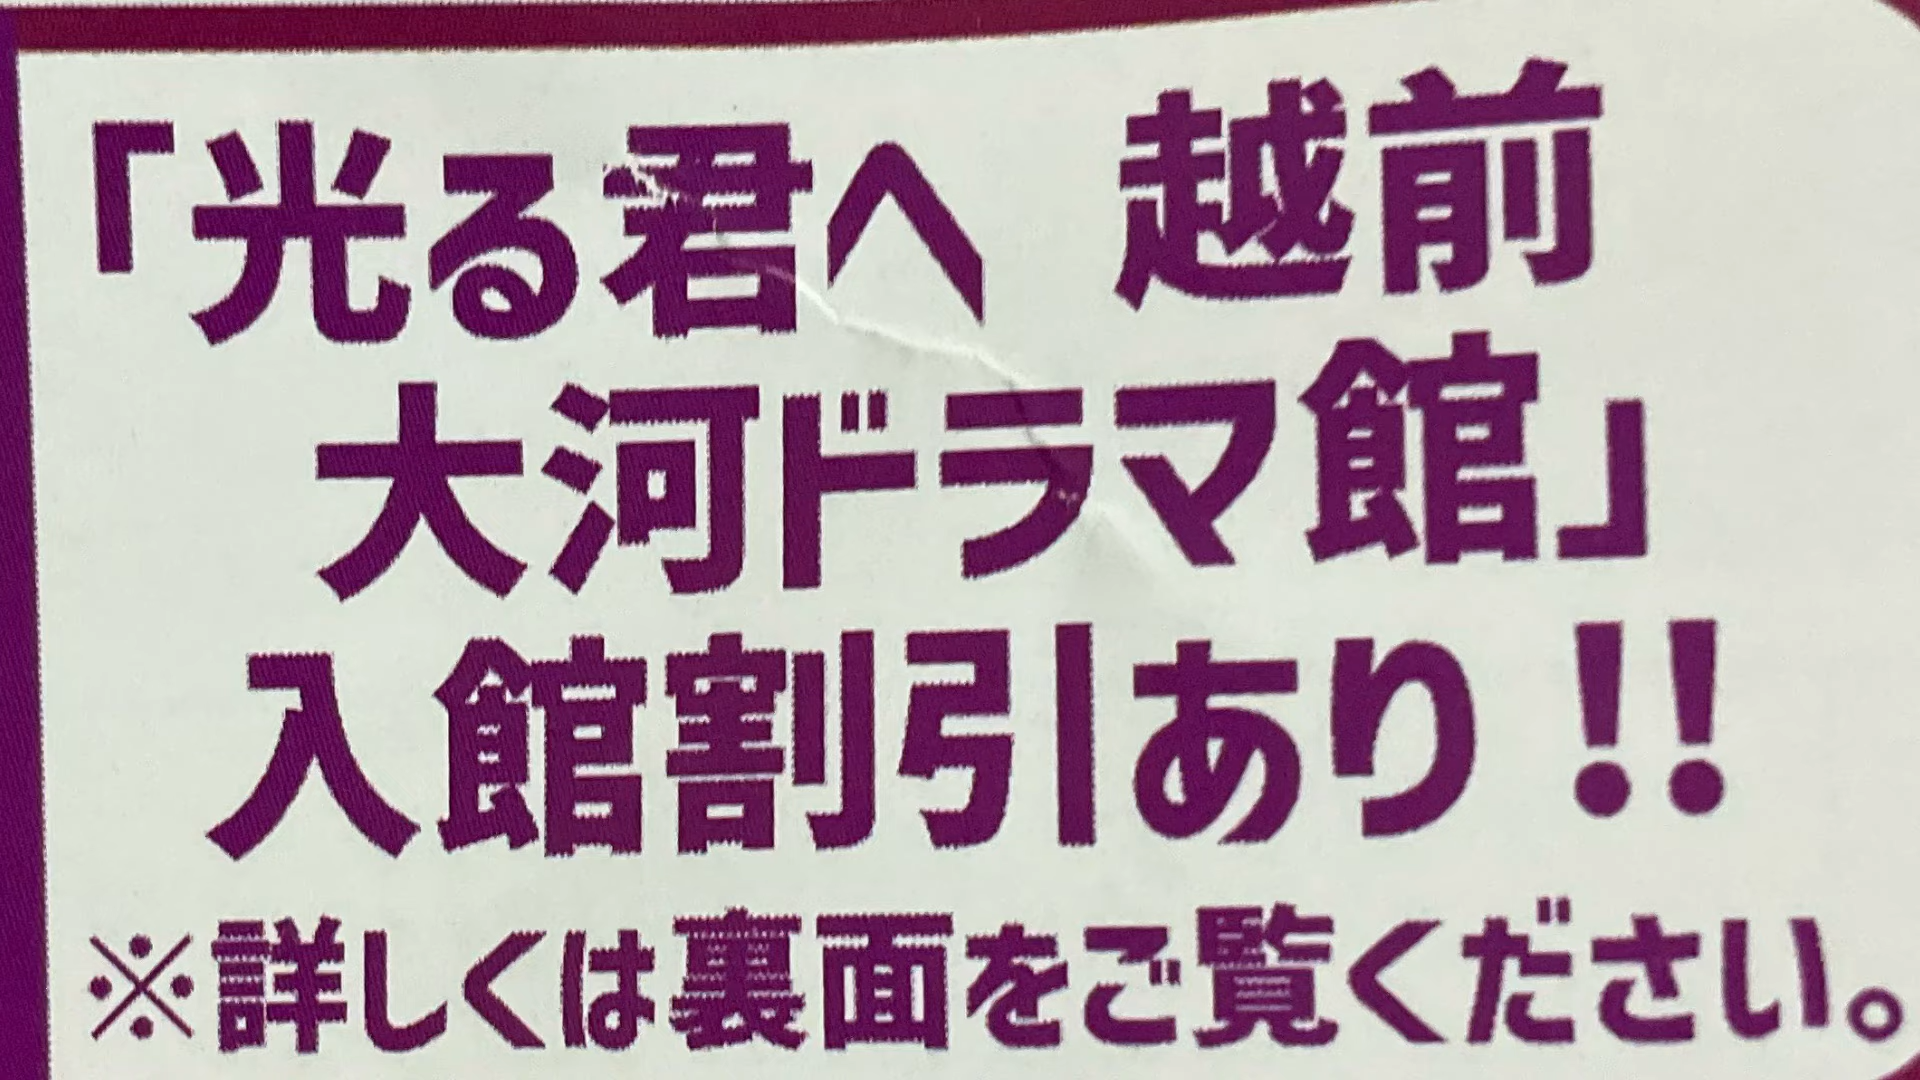 「光る君へ 越前
大河ドラマ館」
入館割引あり!!
※詳しくは裏面をご覧ください。